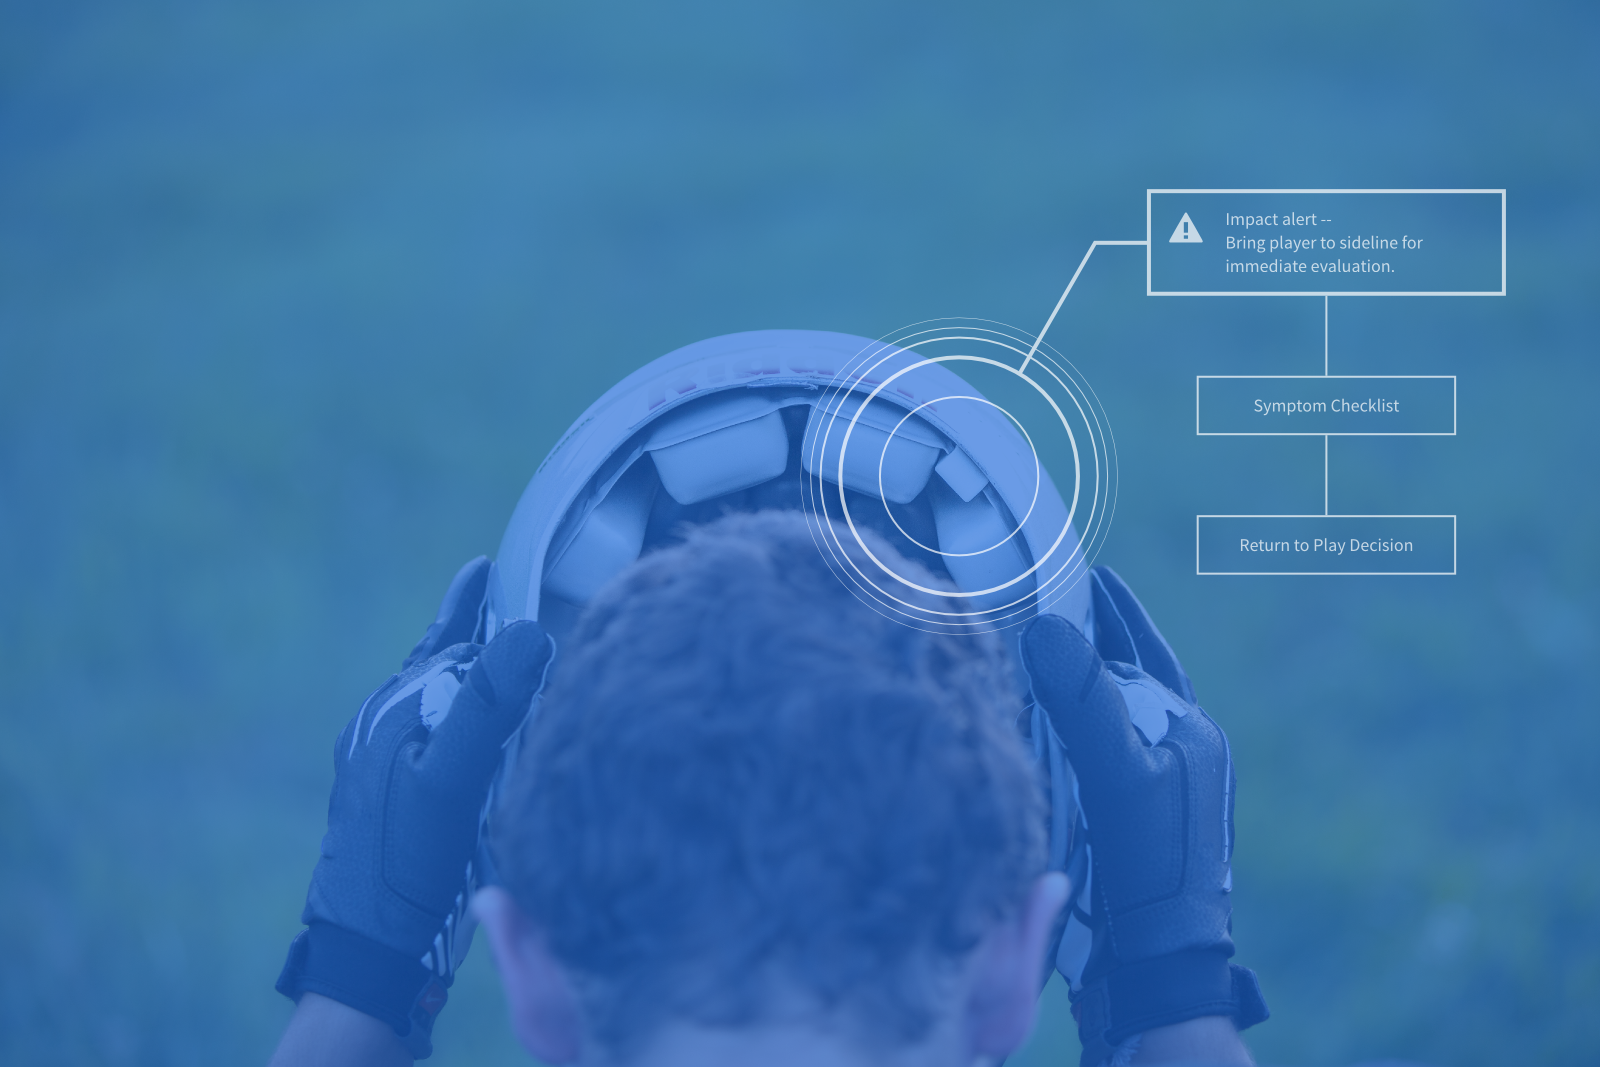 Impact alert --
Bring player to sideline for
immediate evaluation.
Symptom Checklist
Return to Play Decision